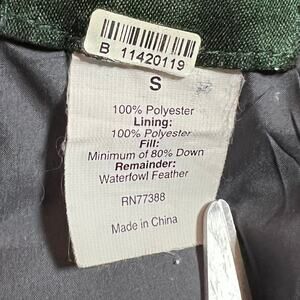 B 11420119
S
100% Polyester
Lining:
100% Polyester
Fill:
Minimum of 80% Down
Remainder:
Waterfowl Feather
RN77388
Made in China